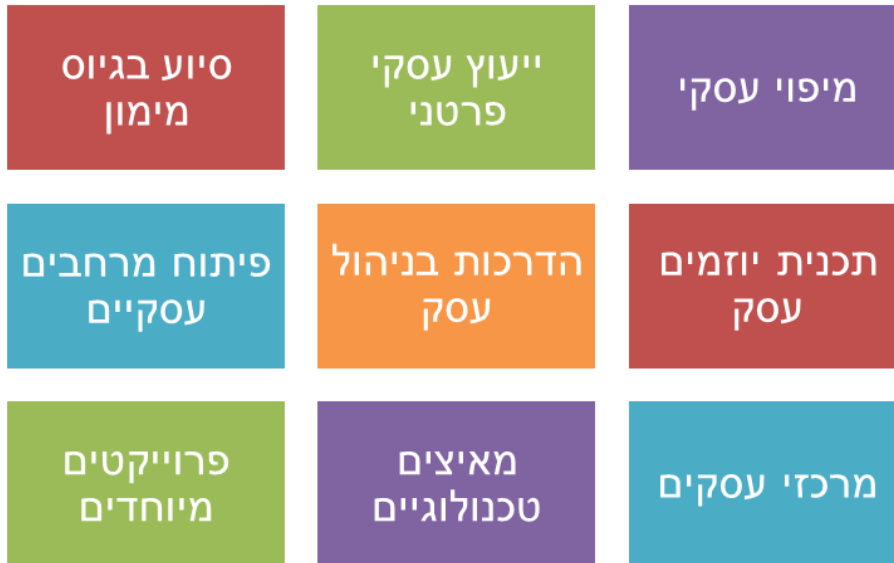 מיפוי עסקי
ייעוץ עסקי
פרטני
סיוע בגיוס
מימון
תכנית יוזמים
עסק
הדרכות בניהול
עסק
פיתוח מרחבים
עסקיים
מרכזי עסקים
מאיצים
טכנולוגיים
פרוייקטים
מיוחדים